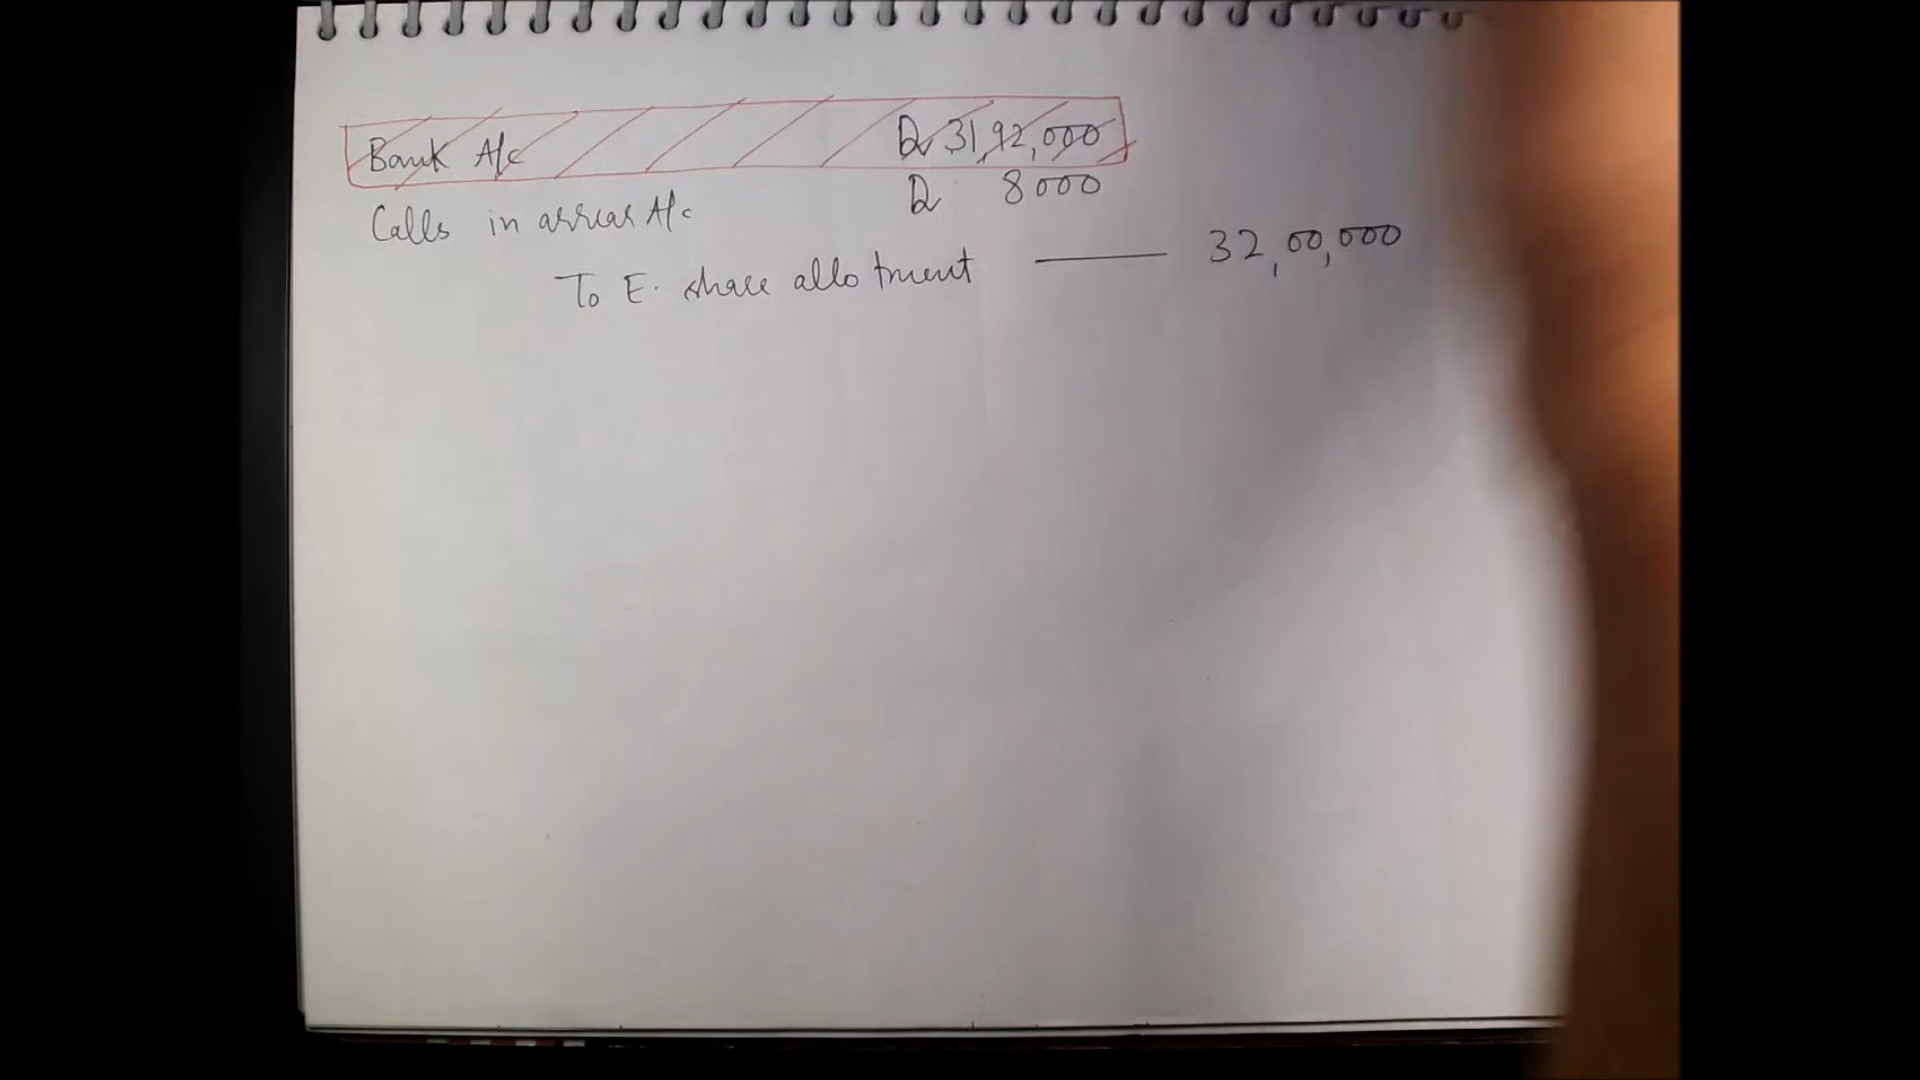 Bank A/c Dr 31,92,000
Calls in arrear A/c Dr 8000
To E. share allotment —— 32,00,000